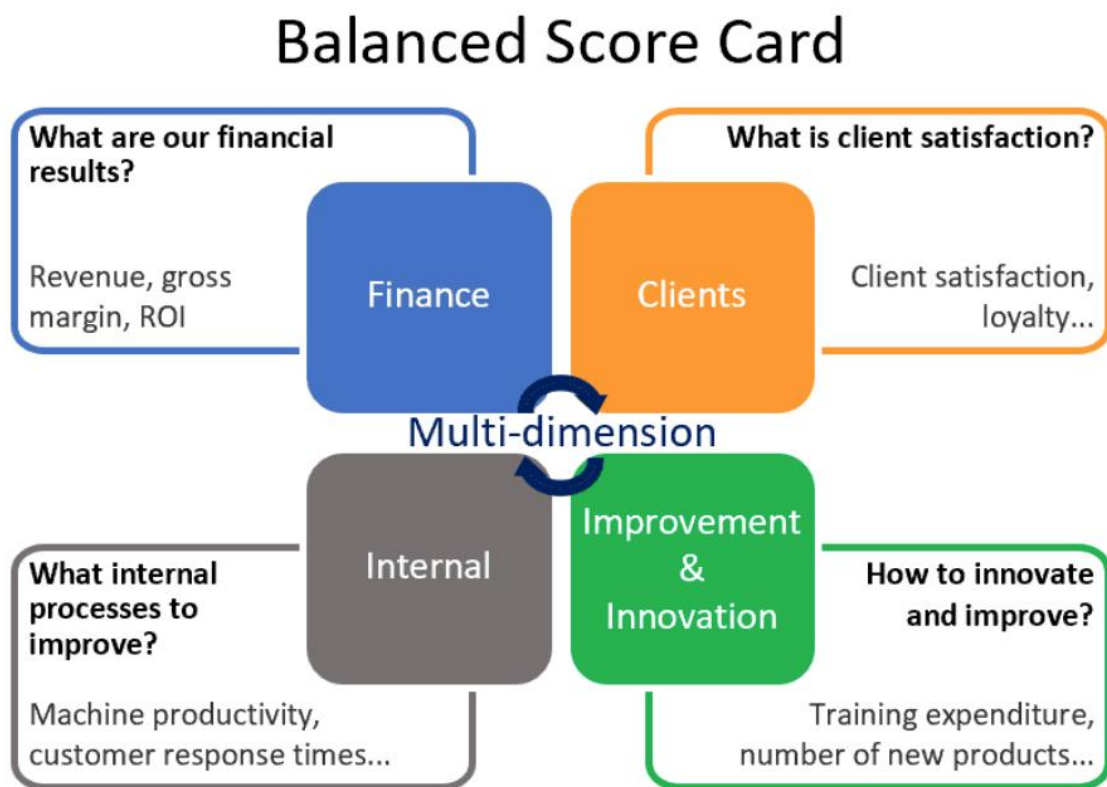 Balanced Score Card
What are our financial
results?
Revenue, gross
margin, ROI
Finance
Clients
What is client satisfaction?
Client satisfaction,
loyalty...
Multi-dimension
What internal
processes to
improve?
Machine productivity,
customer response times...
Internal
Improvement
&
Innovation
How to innovate
and improve?
Training expenditure,
number of new products...